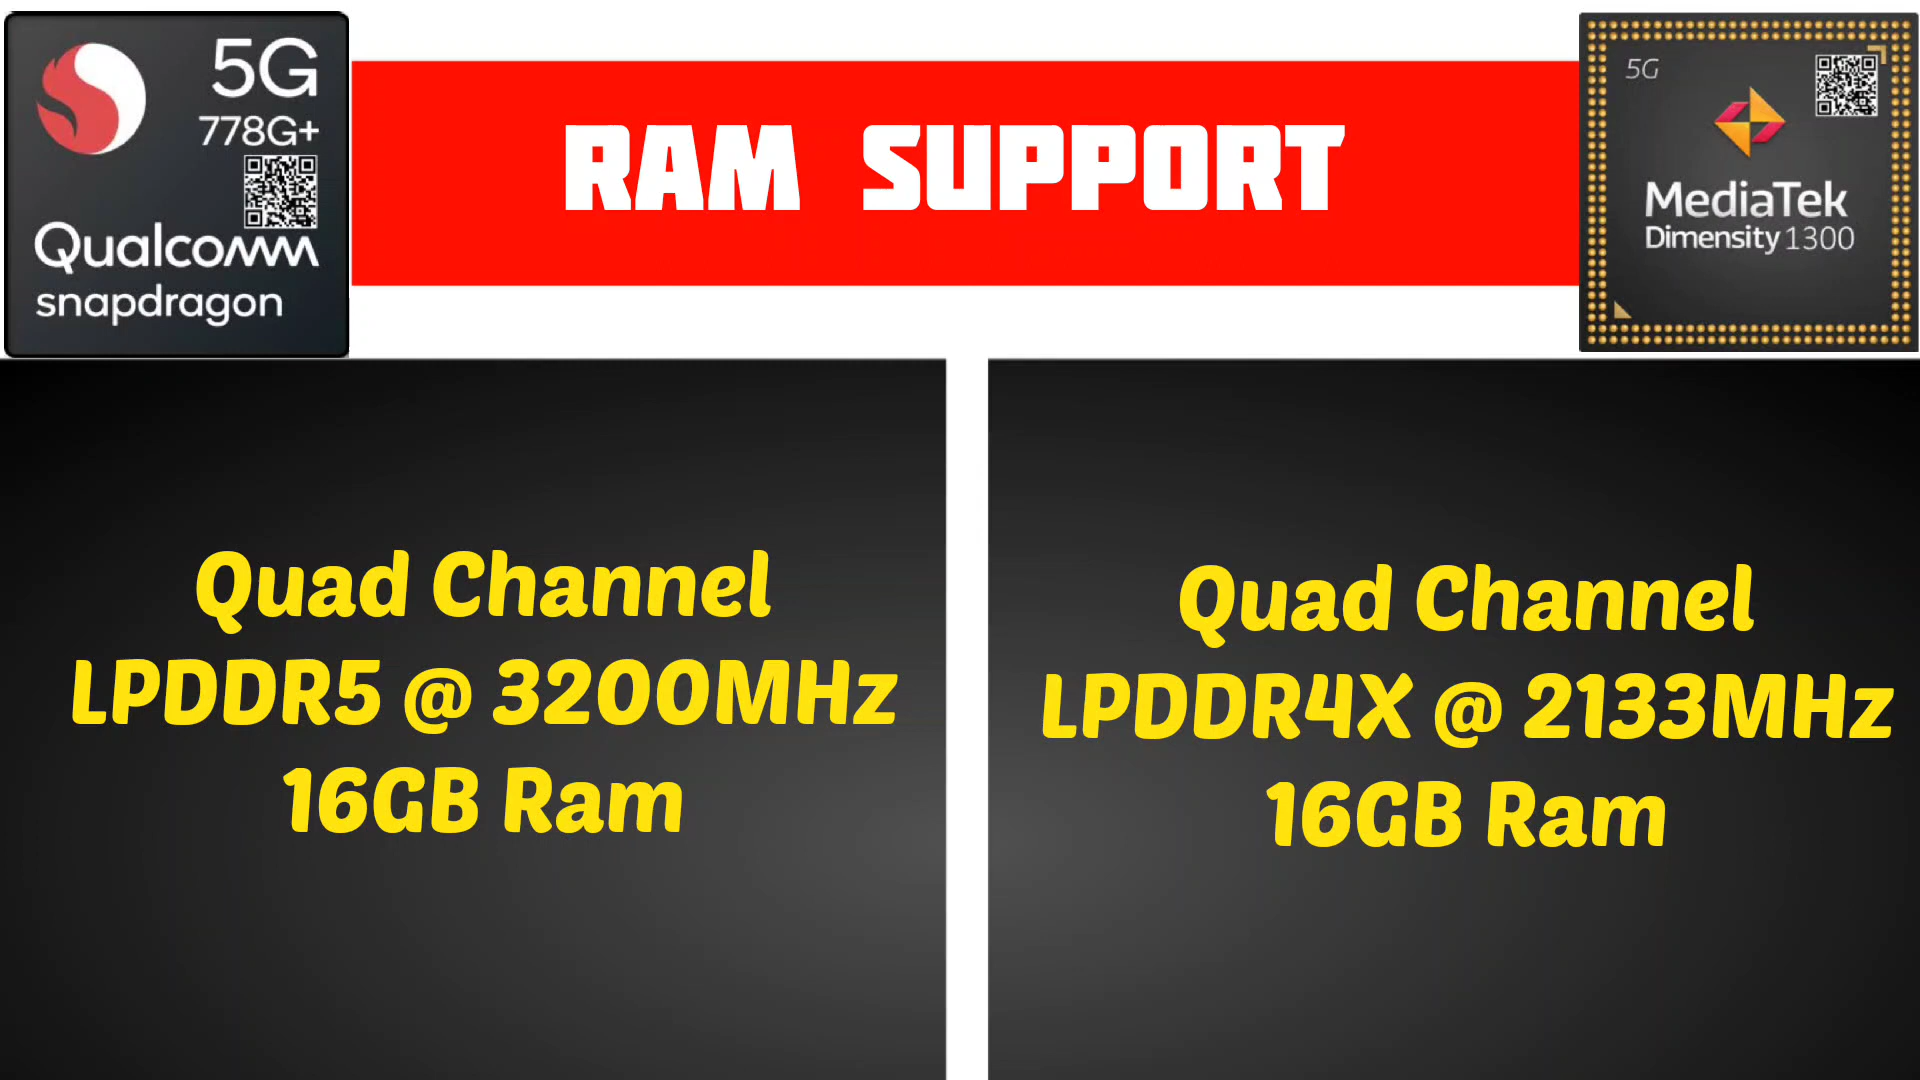 5G
778G+
Qualcomm
snapdragon
RAM SUPPORT
5G
MediaTek
Dimensity 1300
Quad Channel
LPDDR5 @ 3200MHz
16GB Ram
Quad Channel
LPDDR4X @ 2133MHz
16GB Ram